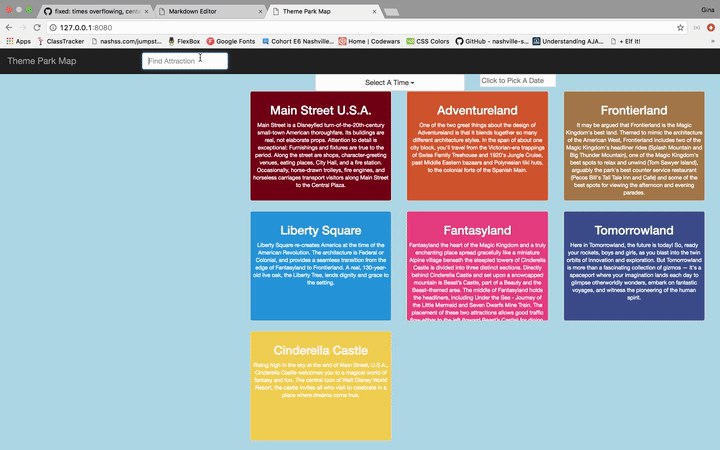 fixed: times overflowing, cent
Markdown Editor
Theme Park Map
Gina
127.0.0.1:8080
Apps
ClassTracker
nashss.com/jumpst
FlexBox
Google Fonts
Cohort E6 Nashville
Home | Codewars
CSS Colors
GitHub - nashville-s
Understanding AJA
+ Elf It!
Theme Park Map
Find Attraction
Select A Time
Click to Pick A Date
Main Street U.S.A.
Main Street is a Disneyfied turn-of-the-20th-century
small-town American thoroughfare. Its buildings are
real, not elaborate props. Attention to detail is
exceptional: Furnishings and fixtures are true to the
period. Along the street are shops, character-greeting
venues, eating places, City Hall, and a fire station.
Occasionally, horse-drawn trolleys, fire engines, and
horseless carriages transport visitors along Main Street
to the Central Plaza.
Adventureland
One of the two great things about the design of
Adventureland is that it blends together so many
different architecture styles. In the span of about one
city block, you'll travel from the Victorian-era trappings
of Swiss Family Treehouse and 1920's Jungle Cruise,
past Middle Eastern bazaars and Polynesian tiki huts,
to the colonial forts of the Spanish Main.
Frontierland
It may be argued that Frontierland is the Magic
Kingdom's best land. Themed to mimic the architecture
of the American West, Frontierland includes two of the
Magic Kingdom's headliner rides (Splash Mountain and
Big Thunder Mountain), one of the Magic Kingdom's
best spots to relax and unwind (Tom Sawyer Island),
arguably the park's best counter service restaurant
(Pecos Bill's Tall Tale Inn and Cafe) and some of the
best spots for viewing the afternoon and evening
parades.
Liberty Square
Liberty Square re-creates America at the time of the
American Revolution. The architecture is Federal or
Colonial, and provides a seamless transition from the
edge of Fantasyland to Frontierland. A real, 130-year-
old live oak, the Liberty Tree, lends dignity and grace to
the setting.
Fantasyland
Fantasyland the heart of the Magic Kingdom and a truly
enchanting place spread gracefully like a miniature
Alpine village beneath the steepled towers of Cinderella
Castle is divided into three distinct sections. Directly
behind Cinderella Castle and set upon a snowcapped
mountain is Beast's Castle, part of a Beauty and the
Beast-themed area. The middle of Fantasyland holds
the headliners, including Under the Sea - Journey of
the Little Mermaid and Seven Dwarfs Mine Train. The
placement of these two attractions allows good traffic
flow either to the left (toward Beast's Castle) for dining
Tomorrowland
Here in Tomorrowland, the future is today! So, ready
your rockets, boys and girls, as you blast into the twin
orbits of innovation and exploration. But Tomorrowland
is more than a fascinating collection of gizmos — it's a
spaceport where your imagination lands each day to
glimpse otherworldly wonders, embark on fantastic
voyages, and witness the pioneering of the human
spirit.
Cinderella Castle
Rising high in the sky at the end of Main Street, U.S.A.,
Cinderella Castle welcomes you to a magical world of
fantasy and fun. The central icon of Walt Disney World
Resort, the castle invites all who visit to celebrate in a
place where dreams come true.